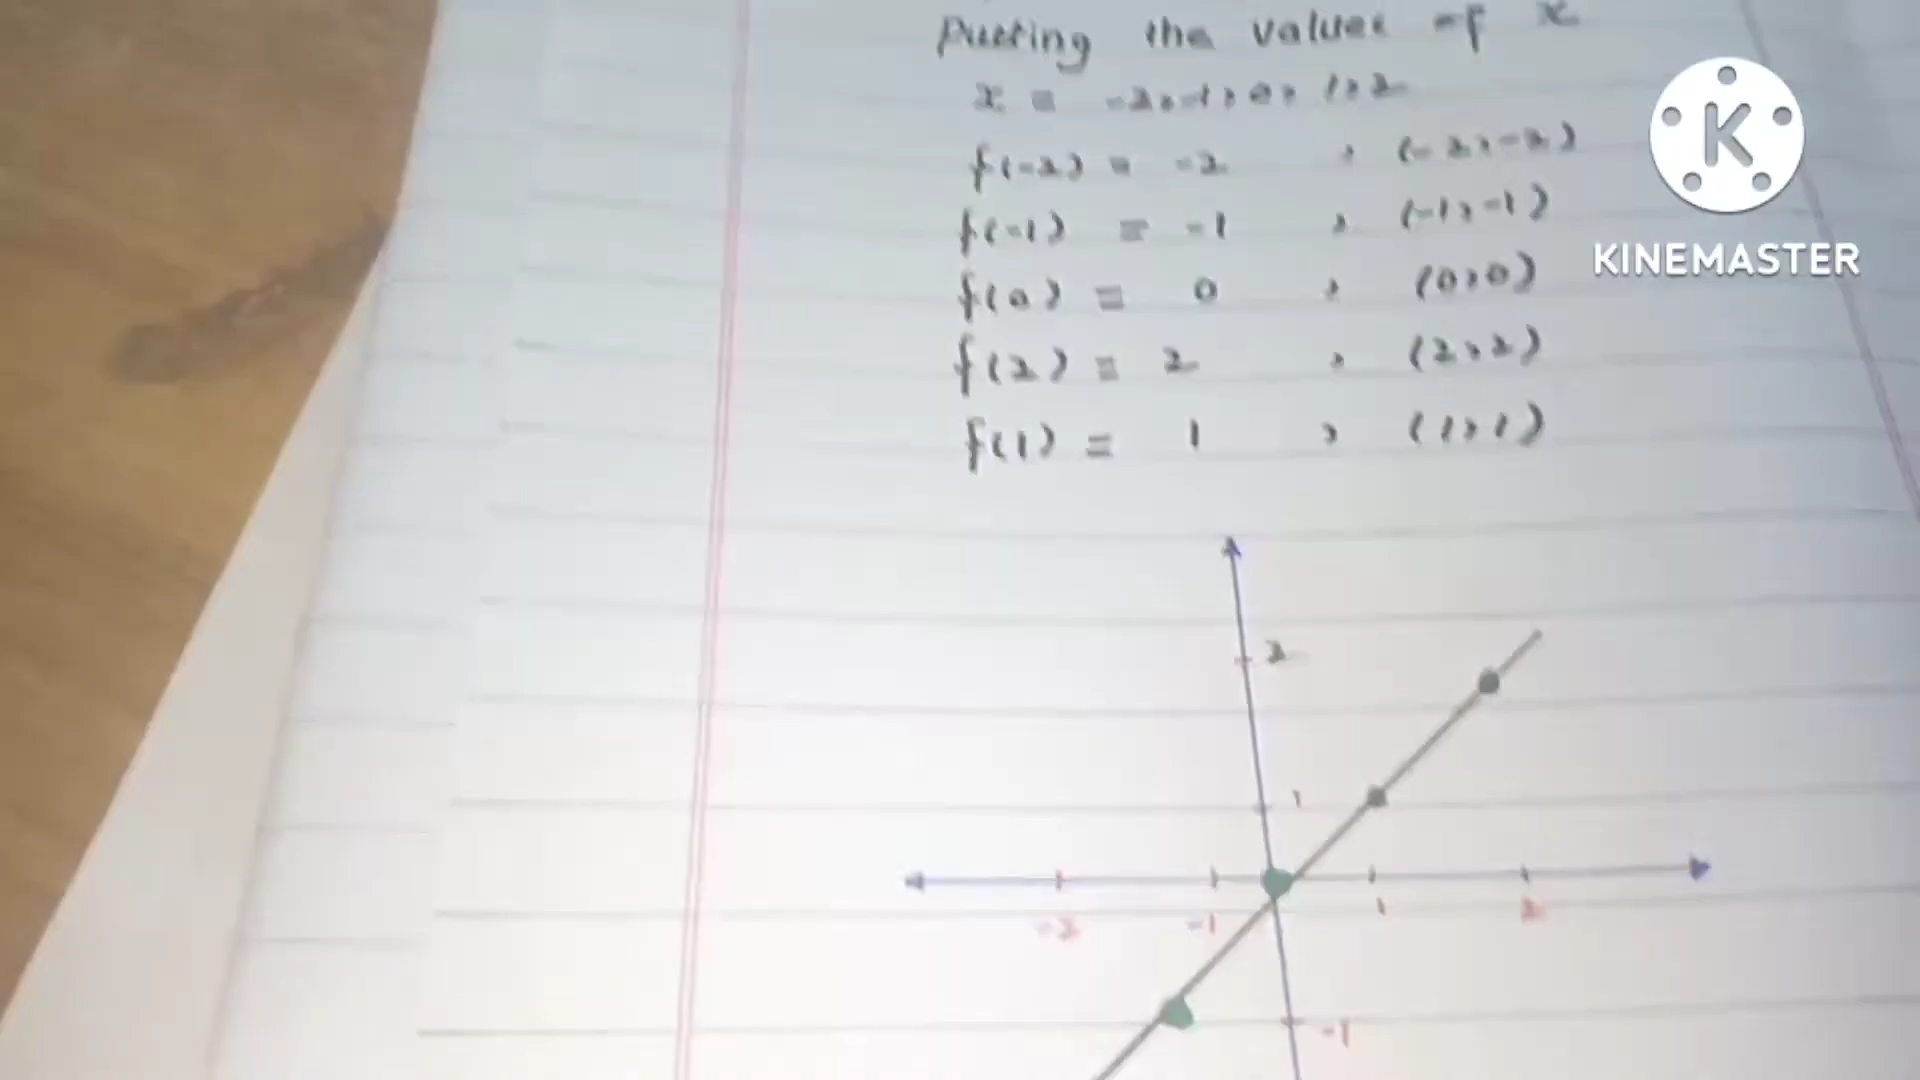 Putting the values of x
x = -2, -1, 0, 1, 2
f(-2) = -2 , (-2, -2)
f(-1) = -1 , (-1, -1)
f(0) = 0 , (0, 0)
f(2) = 2 , (2, 2)
f(1) = 1 , (1, 1)
KINEMASTER
2
1
-2 -1 1 2
-1